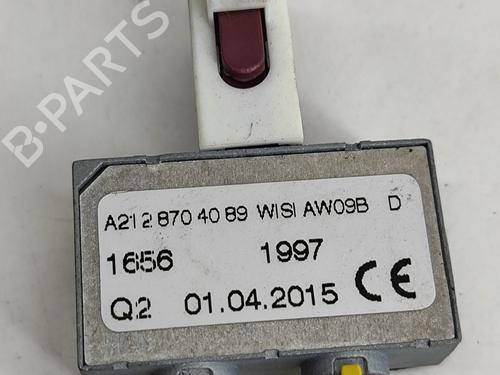 B-PARTS
A212 870 40 89 WISI AW09B D
1656 1997 CE
Q2 01.04.2015